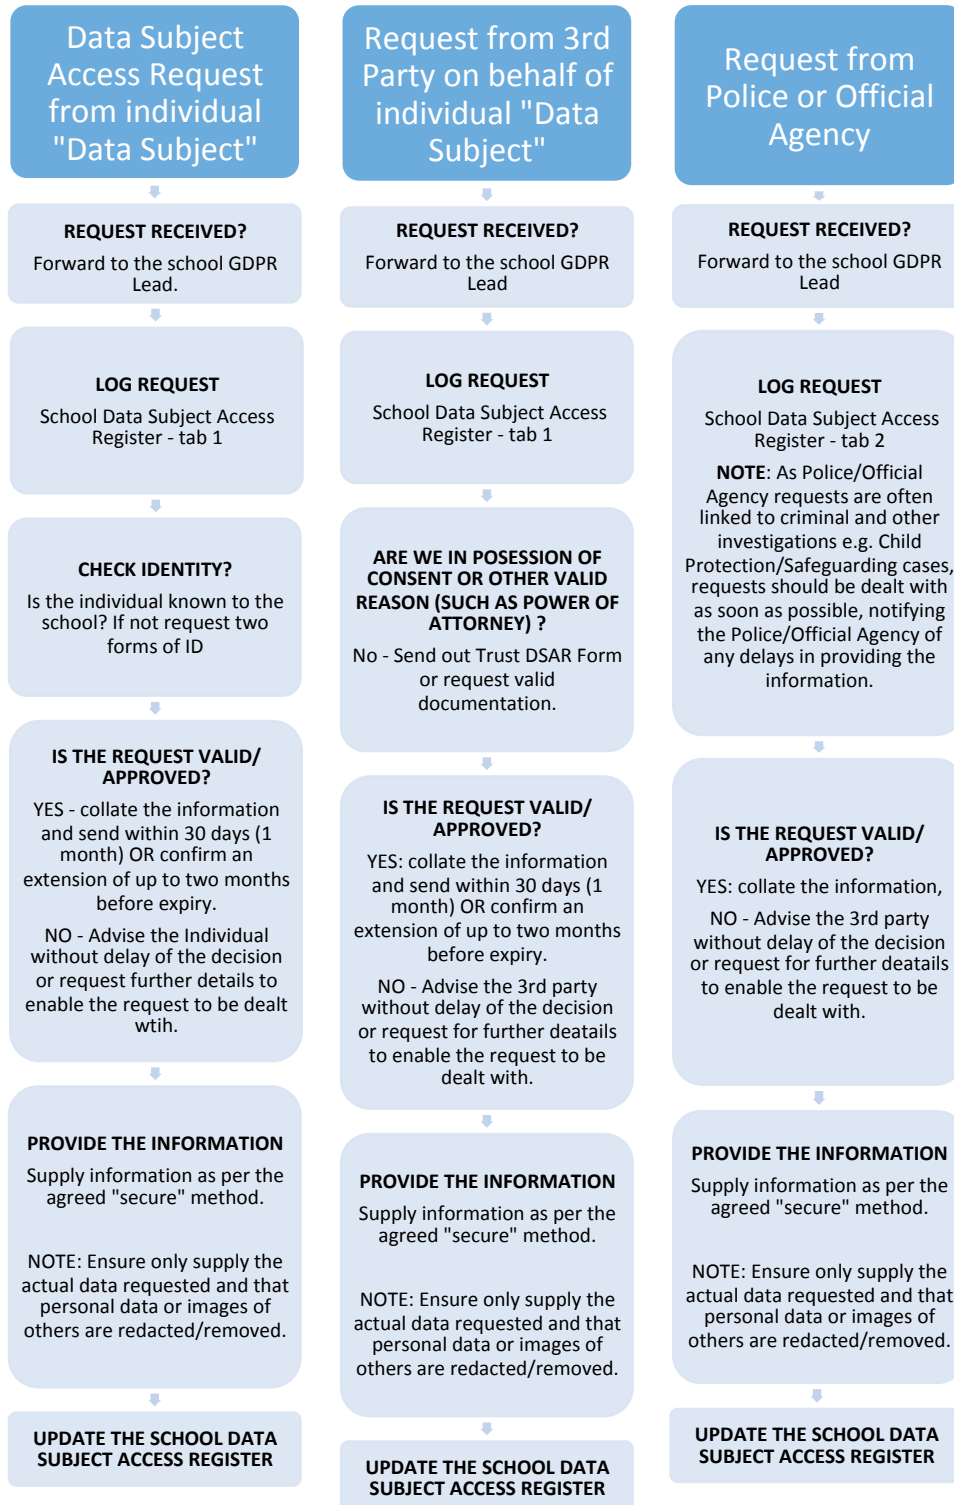 Data Subject
Access Request
from individual
"Data Subject"
REQUEST RECEIVED?
Forward to the school GDPR
Lead.
LOG REQUEST
School Data Subject Access
Register - tab 1
CHECK IDENTITY?
Is the individual known to the
school? If not request two
forms of ID
IS THE REQUEST VALID/
APPROVED?
YES - collate the information
and send within 30 days (1
month) OR confirm an
extension of up to two months
before expiry.
NO - Advise the Individual
without delay of the decision
or request further details to
enable the request to be dealt
wtih.
PROVIDE THE INFORMATION
Supply information as per the
agreed "secure" method.
NOTE: Ensure only supply the
actual data requested and that
personal data or images of
others are redacted/removed.
UPDATE THE SCHOOL DATA
SUBJECT ACCESS REGISTER
Request from 3rd
Party on behalf of
individual "Data
Subject"
REQUEST RECEIVED?
Forward to the school GDPR
Lead
LOG REQUEST
School Data Subject Access
Register - tab 1
ARE WE IN POSESSION OF
CONSENT OR OTHER VALID
REASON (SUCH AS POWER OF
ATTORNEY) ?
No - Send out Trust DSAR Form
or request valid
documentation.
IS THE REQUEST VALID/
APPROVED?
YES: collate the information
and send within 30 days (1
month) OR confirm an
extension of up to two months
before expiry.
NO - Advise the 3rd party
without delay of the decision
or request for further deatails
to enable the request to be
dealt with.
PROVIDE THE INFORMATION
Supply information as per the
agreed "secure" method.
NOTE: Ensure only supply the
actual data requested and that
personal data or images of
others are redacted/removed.
UPDATE THE SCHOOL DATA
SUBJECT ACCESS REGISTER
Request from
Police or Official
Agency
REQUEST RECEIVED?
Forward to the school GDPR
Lead
LOG REQUEST
School Data Subject Access
Register - tab 2
NOTE: As Police/Official
Agency requests are often
linked to criminal and other
investigations e.g. Child
Protection/Safeguarding cases,
requests should be dealt with
as soon as possible, notifying
the Police/Official Agency of
any delays in providing the
information.
IS THE REQUEST VALID/
APPROVED?
YES: collate the information,
NO - Advise the 3rd party
without delay of the decision
or request for further deatails
to enable the request to be
dealt with.
PROVIDE THE INFORMATION
Supply information as per the
agreed "secure" method.
NOTE: Ensure only supply the
actual data requested and that
personal data or images of
others are redacted/removed.
UPDATE THE SCHOOL DATA
SUBJECT ACCESS REGISTER